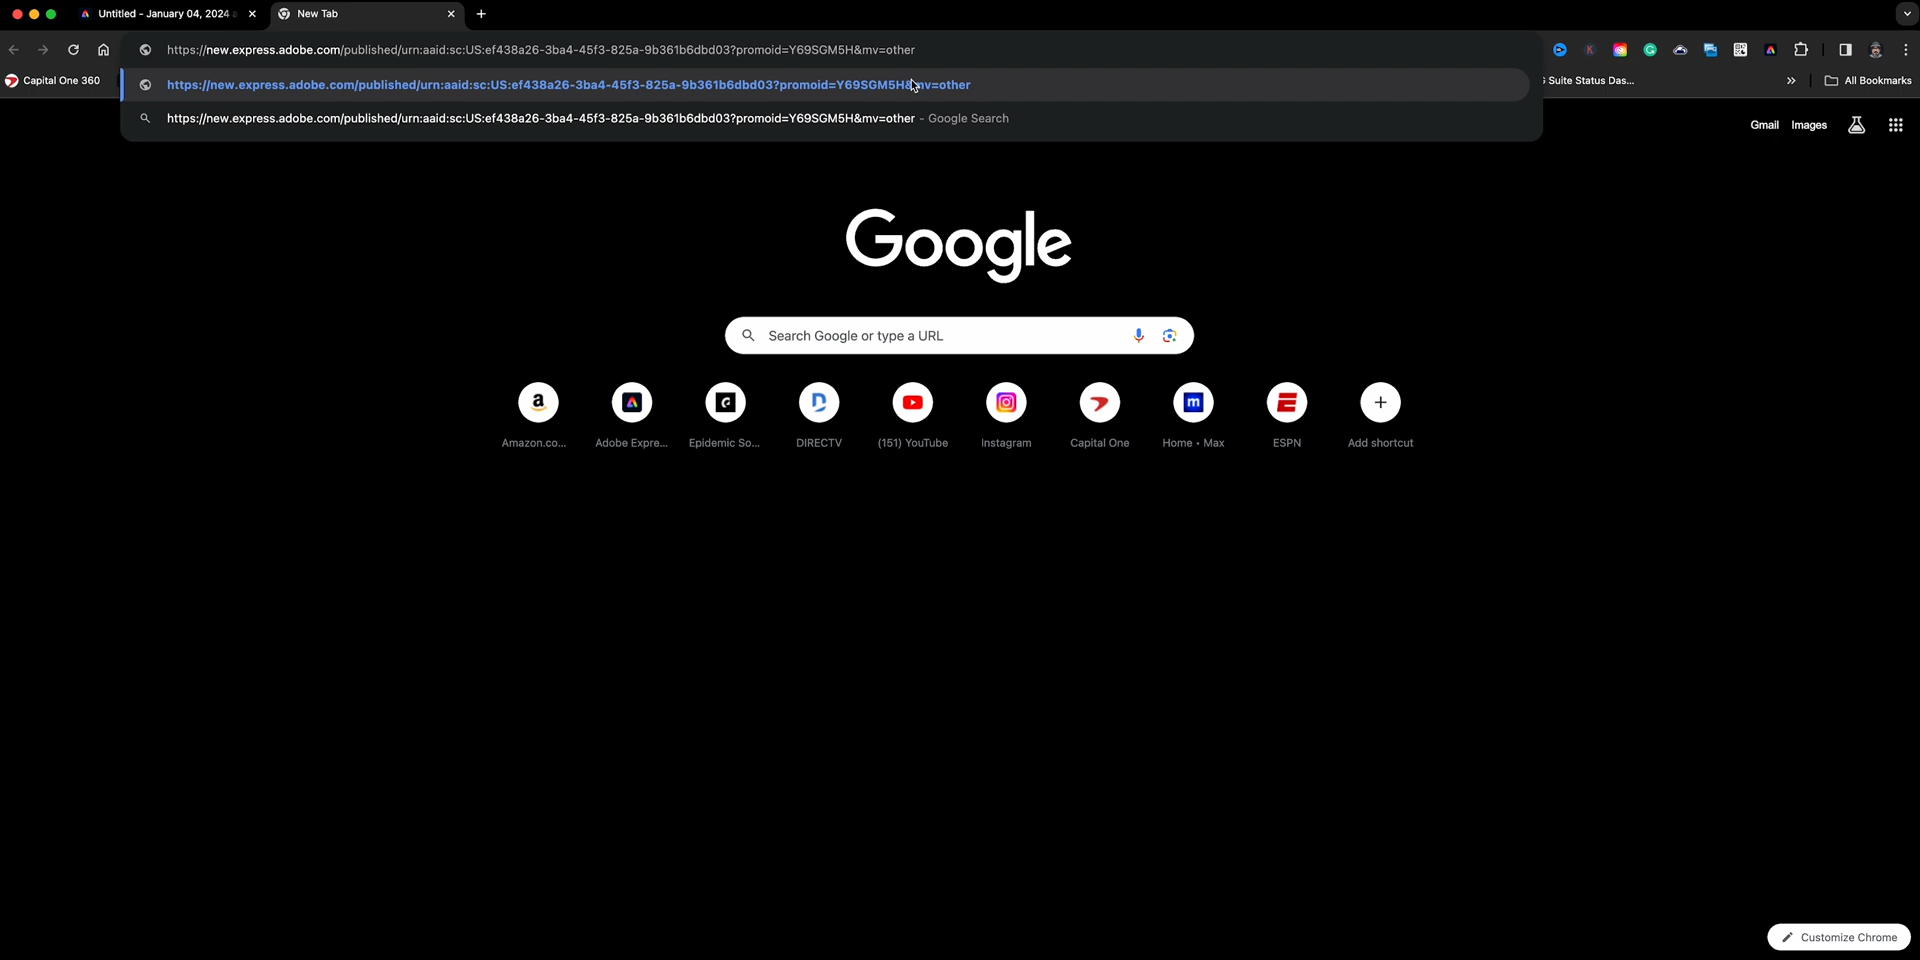 Untitled - January 04, 2024
New Tab
https://new.express.adobe.com/published/urn:aaid:sc:US:ef438a26-3ba4-45f3-825a-9b361b6dbd03?promoid=Y69SGM5H&mv=other
Capital One 360
https://new.express.adobe.com/published/urn:aaid:sc:US:ef438a26-3ba4-45f3-825a-9b361b6dbd03?promoid=Y69SGM5H&mv=other
Suite Status Das...
All Bookmarks
https://new.express.adobe.com/published/urn:aaid:sc:US:ef438a26-3ba4-45f3-825a-9b361b6dbd03?promoid=Y69SGM5H&mv=other - Google Search
Gmail Images
Google
Search Google or type a URL
Amazon.co... Adobe Expre... Epidemic So... DIRECTV (151) YouTube Instagram Capital One Home • Max ESPN Add shortcut
Customize Chrome